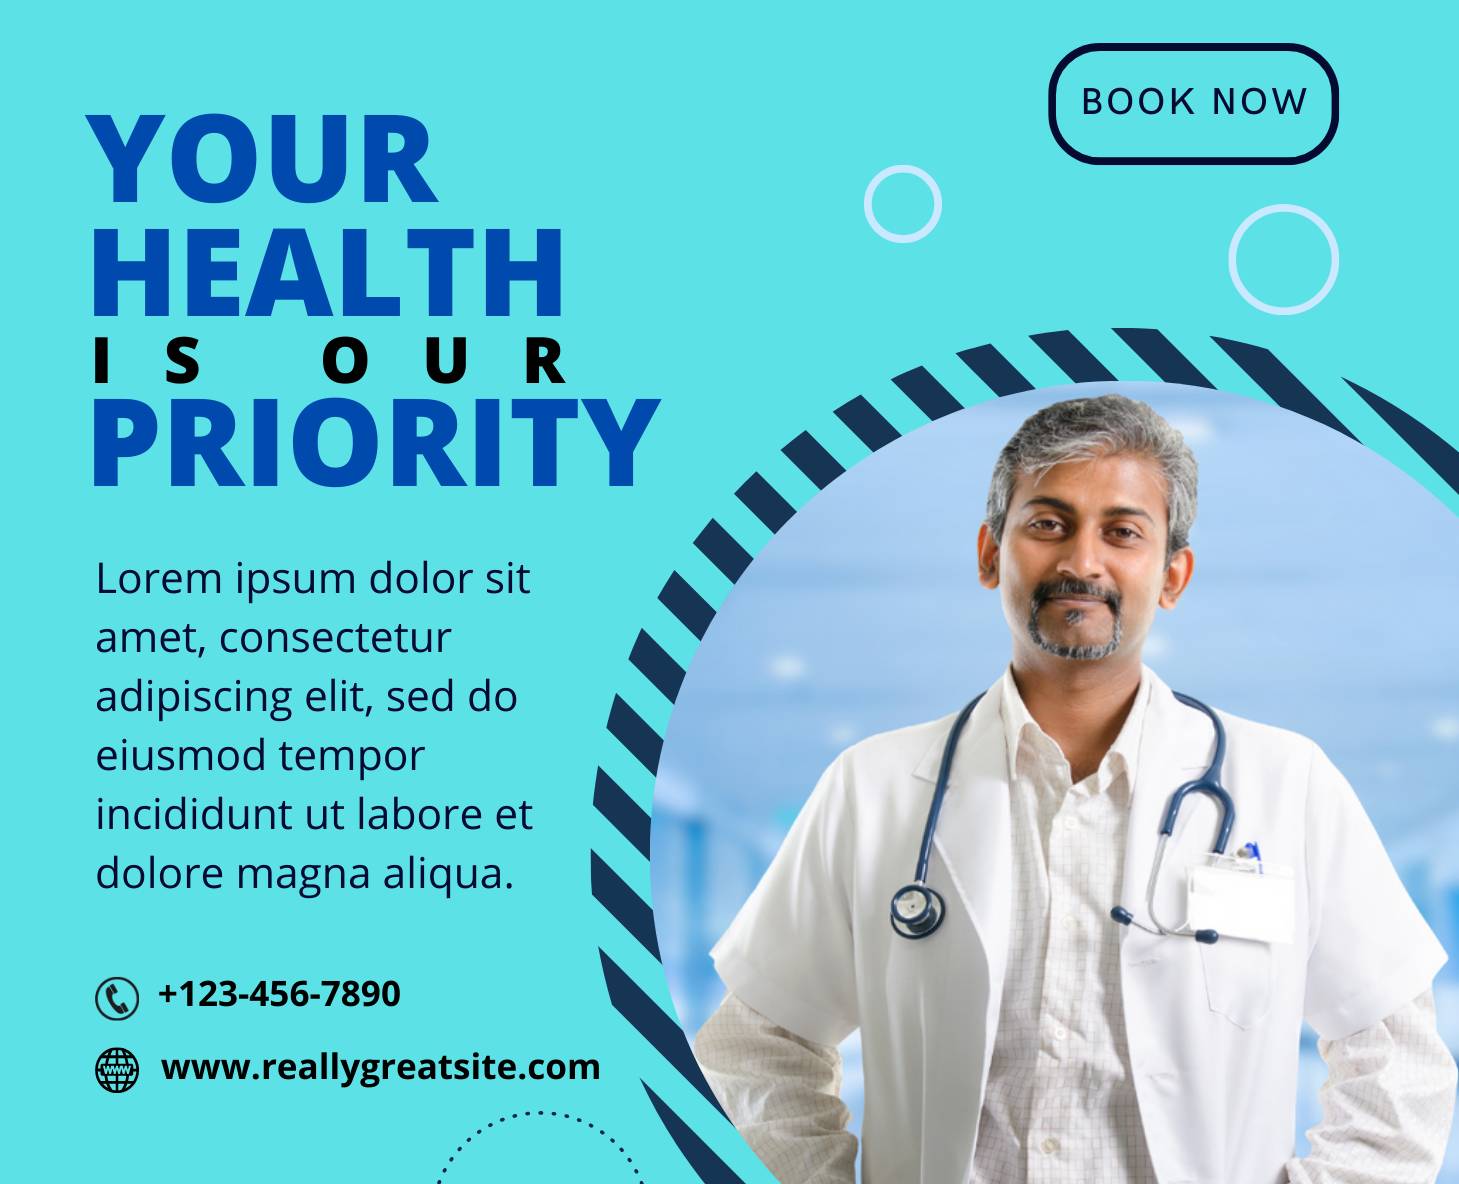 BOOK NOW
YOUR
HEALTH
IS OUR
PRIORITY
Lorem ipsum dolor sit
amet, consectetur
adipiscing elit, sed do
eiusmod tempor
incididunt ut labore et
dolore magna aliqua.
+123-456-7890
www
www.reallygreatsite.com